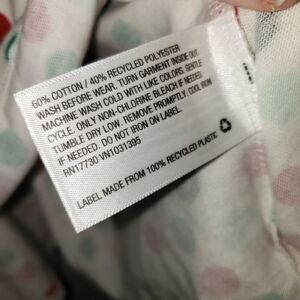 60% COTTON / 40% RECYCLED POLYESTER
WASH BEFORE WEAR. TURN GARMENT INSIDE OUT.
MACHINE WASH COLD WITH LIKE COLORS. GENTLE
CYCLE. ONLY NON-CHLORINE BLEACH IF NEEDED.
TUMBLE DRY LOW. REMOVE PROMPTLY. COOL IRON
IF NEEDED. DO NOT IRON ON LABEL.
RN17730 VN1031395
LABEL MADE FROM 100% RECYCLED PLASTIC